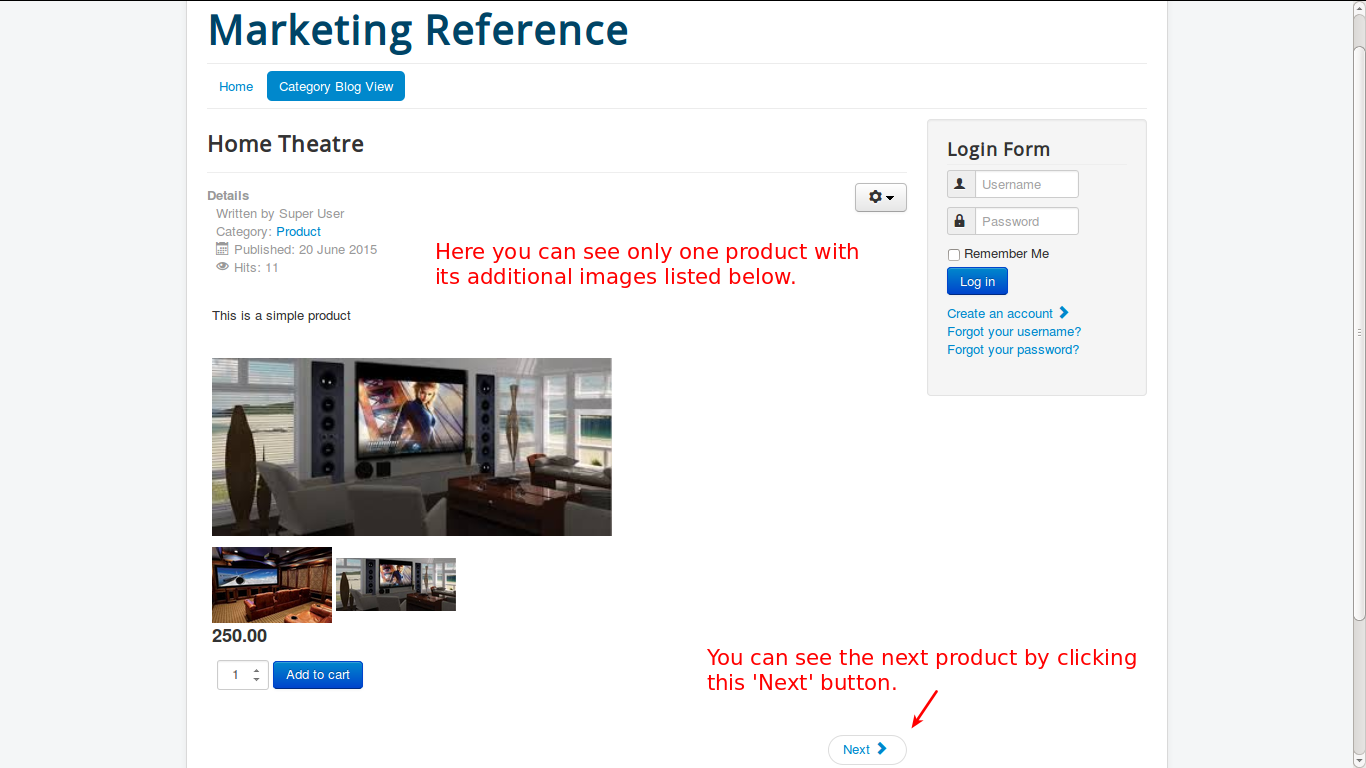 Marketing Reference
Home
Category Blog View
Home Theatre
Details
Written by Super User
Category: Product
Published: 20 June 2015
Hits: 11
Here you can see only one product with
its additional images listed below.
This is a simple product
250.00
1
Add to cart
You can see the next product by clicking
this 'Next' button.
Next
Login Form
Username
Password
Remember Me
Log in
Create an account
Forgot your username?
Forgot your password?